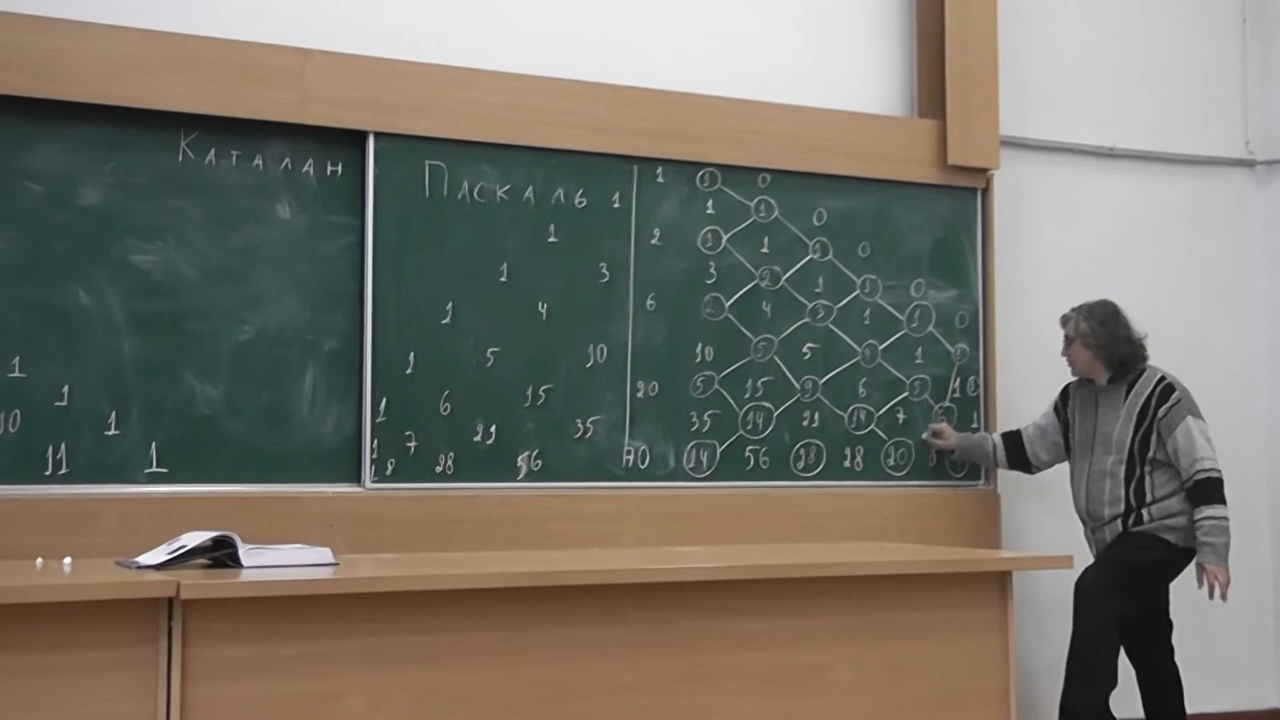 КАТАЛАН ПАСКАЛЬ 1 1 1 0
1 1 1
1 2 1 0
1 3 1
1 3 3 2 1 1 0
1 4 6 2 4 3 1 1 0
1 5 10 10 5 5 4 1 1
1 6 15 20 5 15 9 6 5 1
10 1 1 7 21 35 35 14 21 14 7 6 1
11 1 1 8 28 56 70 14 56 28 28 20 8